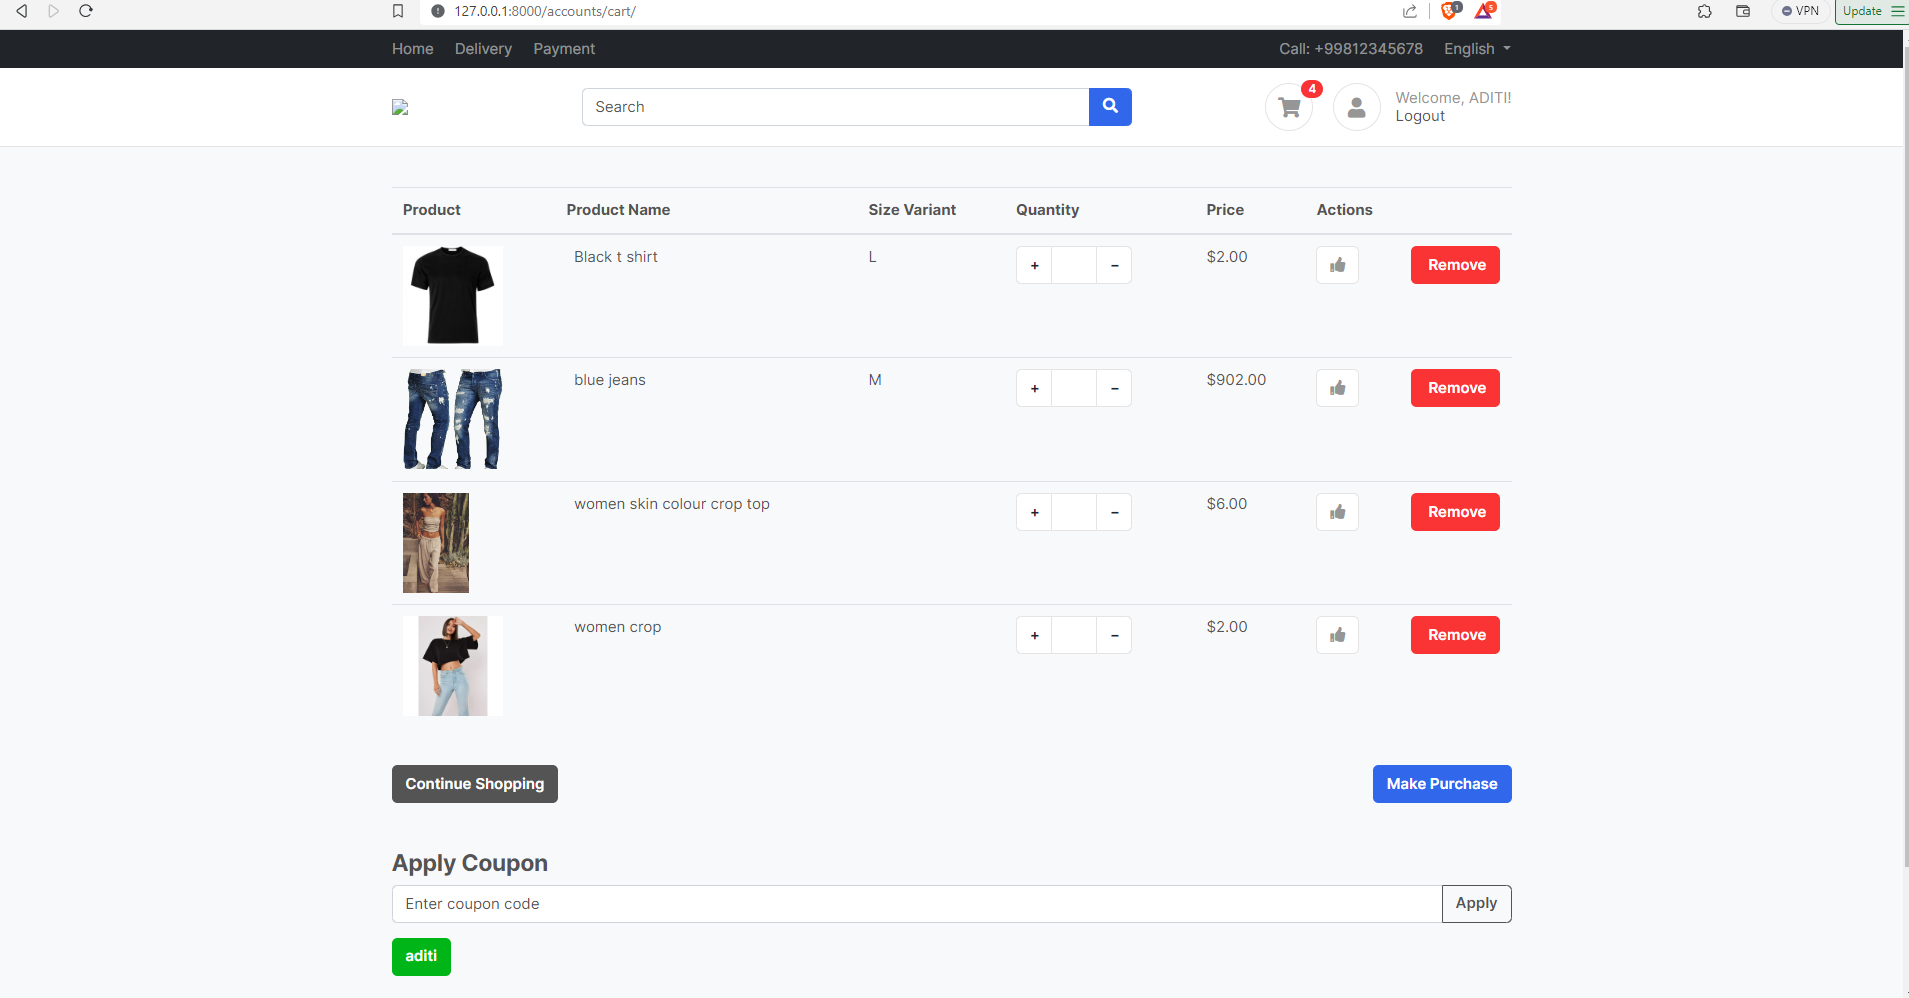 127.0.0.1:8000/accounts/cart/ 1 5 VPN Update
Home Delivery Payment Call: +99812345678 English
Search 4 Welcome, ADITI!
Logout
Product Product Name Size Variant Quantity Price Actions
Black t shirt L + − $2.00 Remove
blue jeans M + − $902.00 Remove
women skin colour crop top + − $6.00 Remove
women crop + − $2.00 Remove
Continue Shopping Make Purchase
Apply Coupon
Enter coupon code Apply
aditi